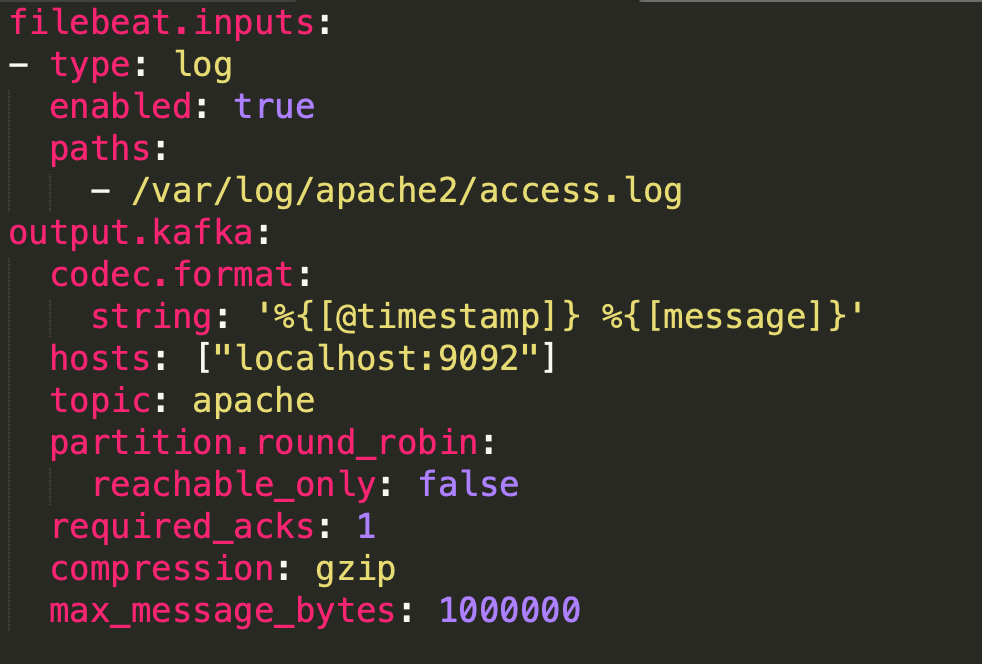 filebeat.inputs:
- type: log
  enabled: true
  paths:
    - /var/log/apache2/access.log
output.kafka:
  codec.format:
    string: '%{[@timestamp]} %{[message]}'
  hosts: ["localhost:9092"]
  topic: apache
  partition.round_robin:
    reachable_only: false
  required_acks: 1
  compression: gzip
  max_message_bytes: 1000000